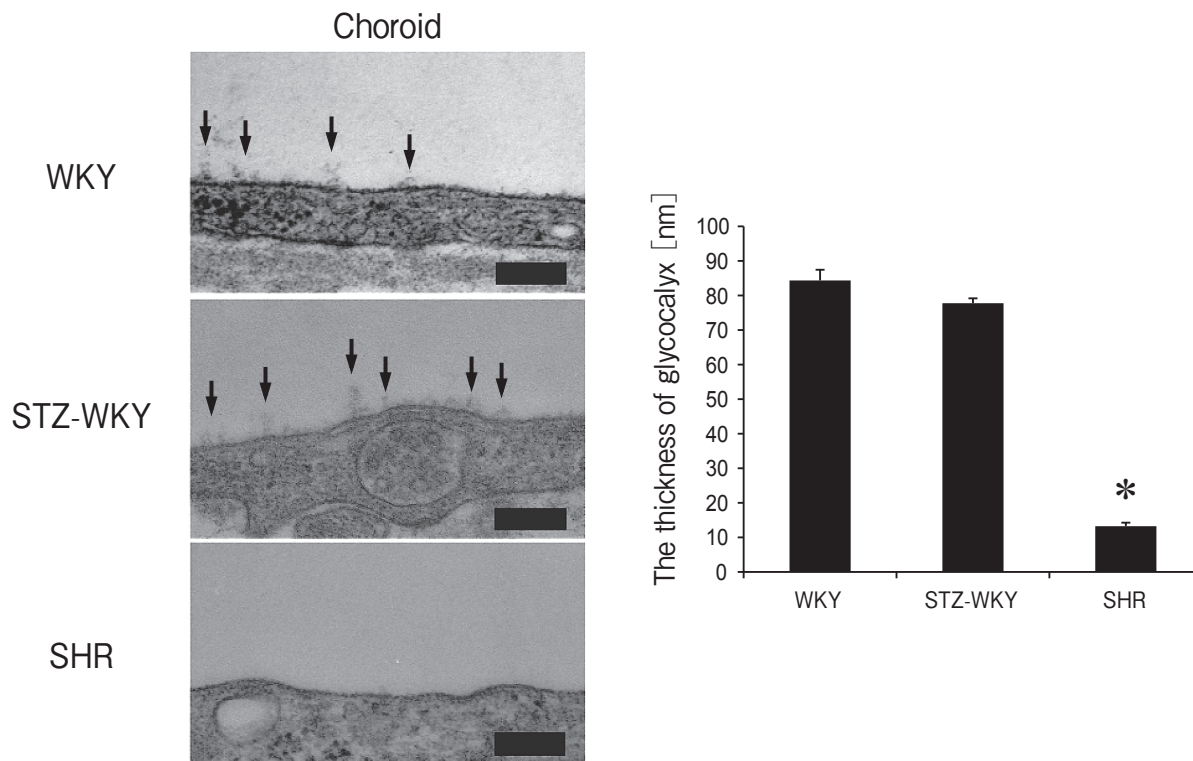 Choroid
WKY
STZ-WKY
SHR
The thickness of glycocalyx [nm]
100
90
80
70
60
50
40
30
20
10
0
*
WKY STZ-WKY SHR